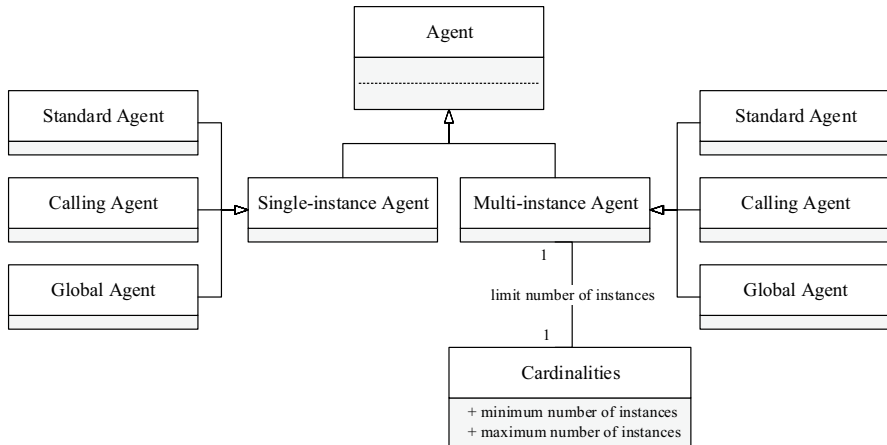 Agent
Standard Agent
Standard Agent
Calling Agent
Single-instance Agent
Multi-instance Agent
Calling Agent
1
Global Agent
Global Agent
limit number of instances
1
Cardinalities
+ minimum number of instances
+ maximum number of instances